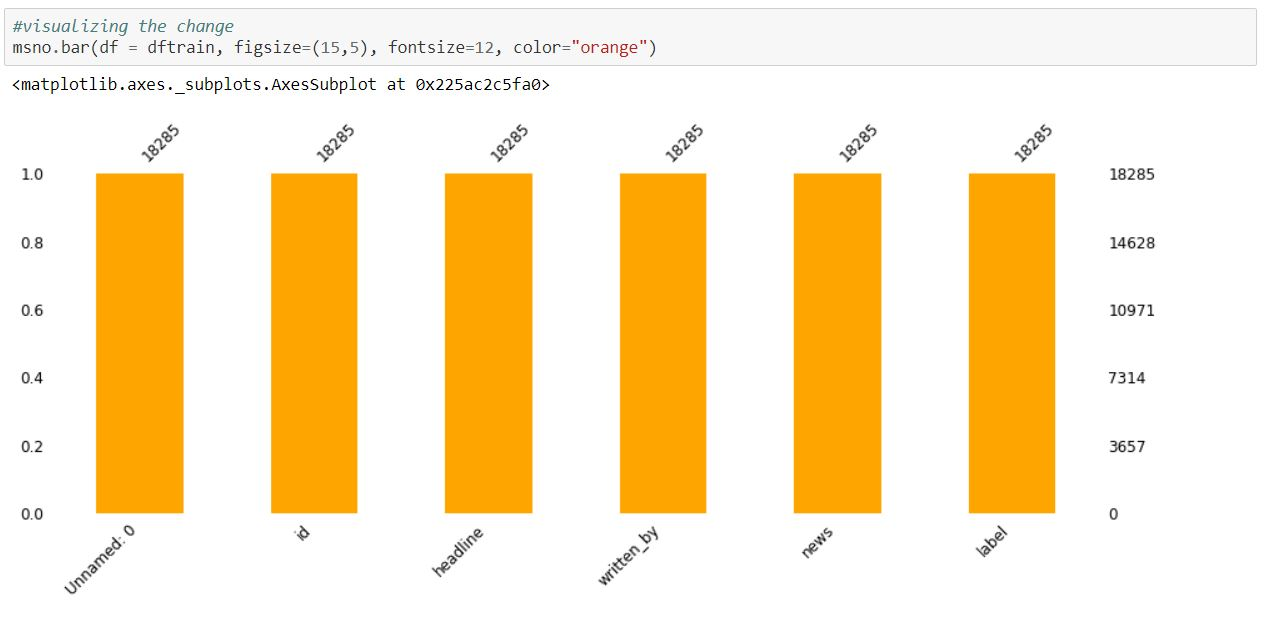 #visualizing the change
msno.bar(df = dftrain, figsize=(15,5), fontsize=12, color="orange")
<matplotlib.axes._subplots.AxesSubplot at 0x225ac2c5fa0>
18285 18285 18285 18285 18285 18285
1.0 18285
0.8 14628
0.6 10971
0.4 7314
0.2 3657
0.0 0
Unnamed: 0 id headline written_by news label